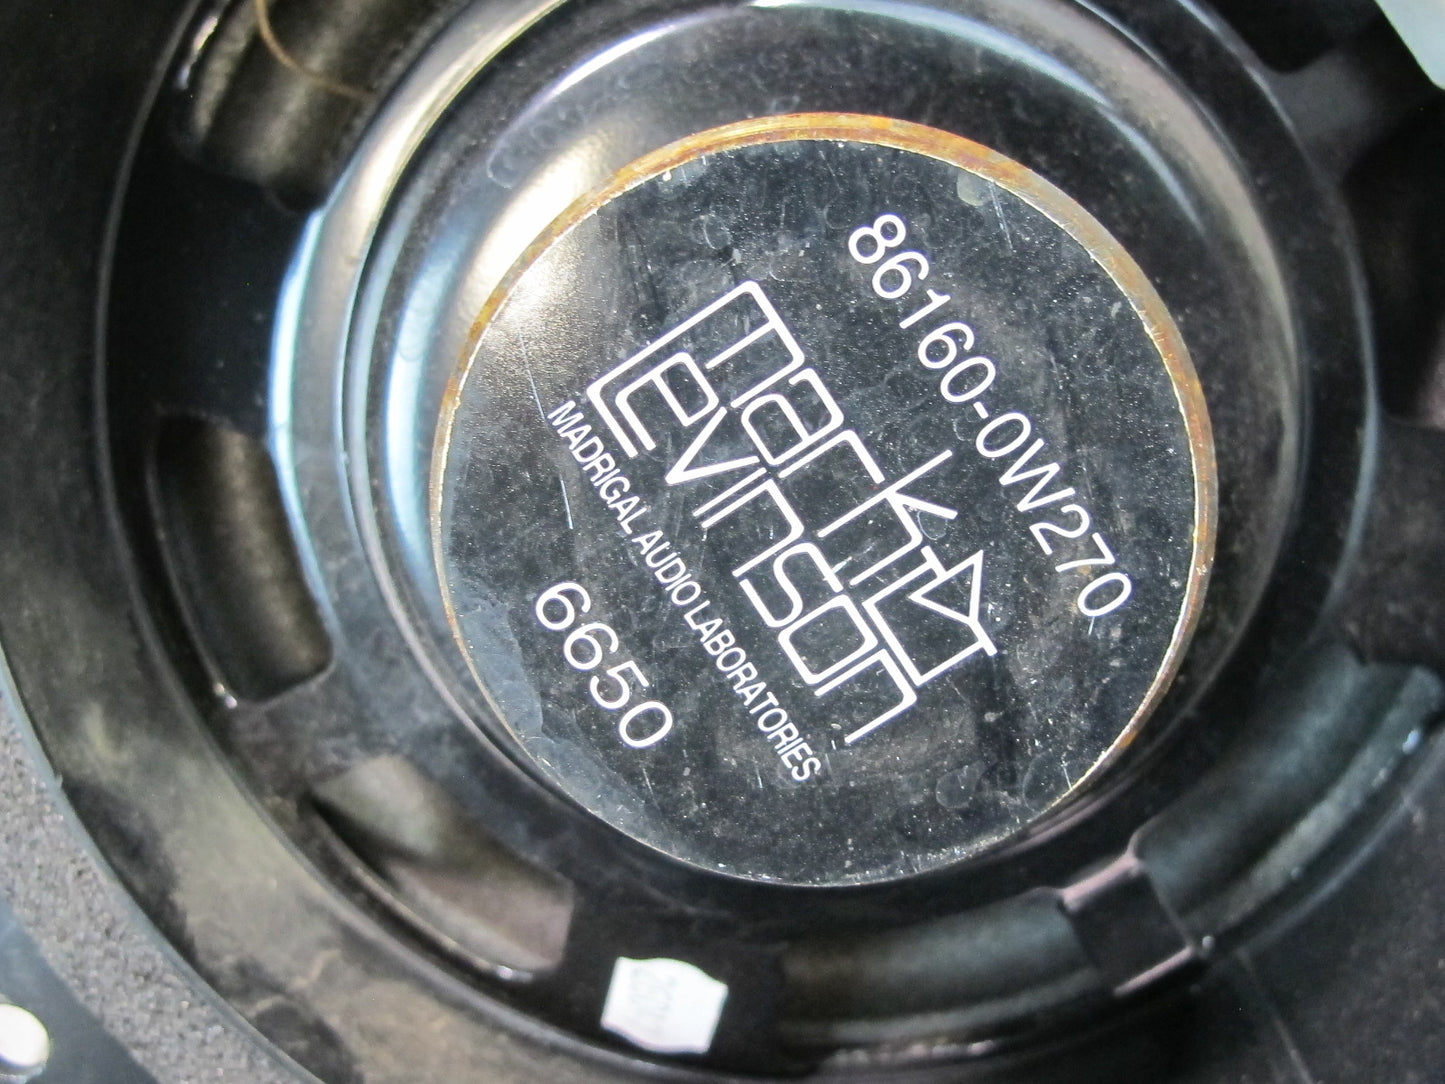 86160-0W270
mark
Levinson
MADRIGAL AUDIO LABORATORIES
6650